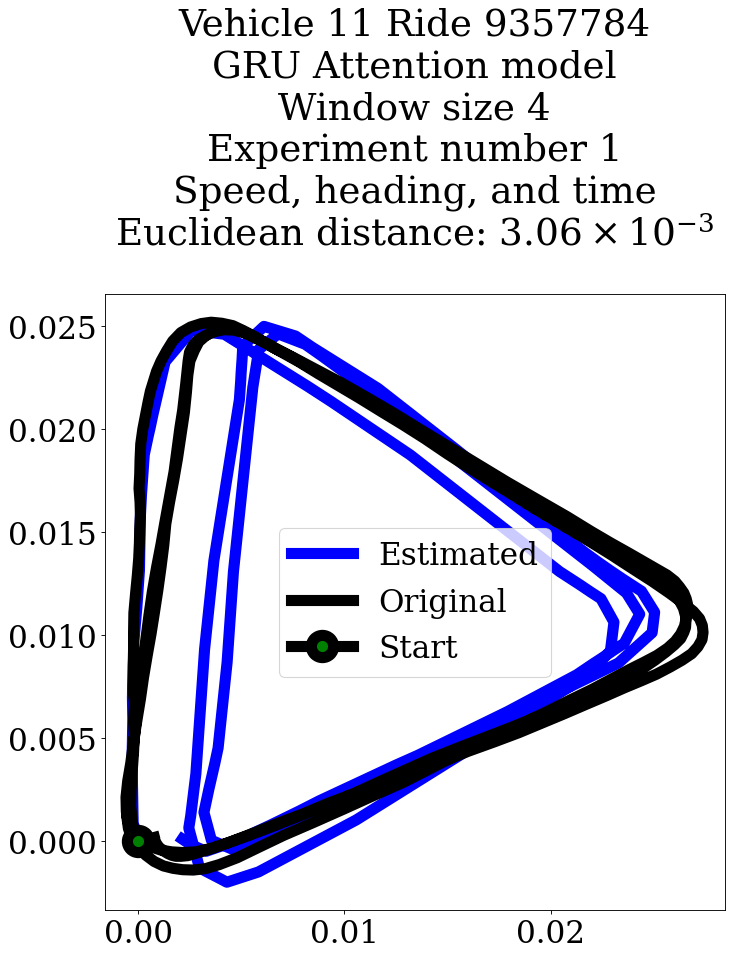 Vehicle 11 Ride 9357784
GRU Attention model
Window size 4
Experiment number 1
Speed, heading, and time
Euclidean distance: 3.06 × 10⁻³
0.025
0.020
0.015
0.010
0.005
0.000
Estimated
Original
Start
0.00 0.01 0.02